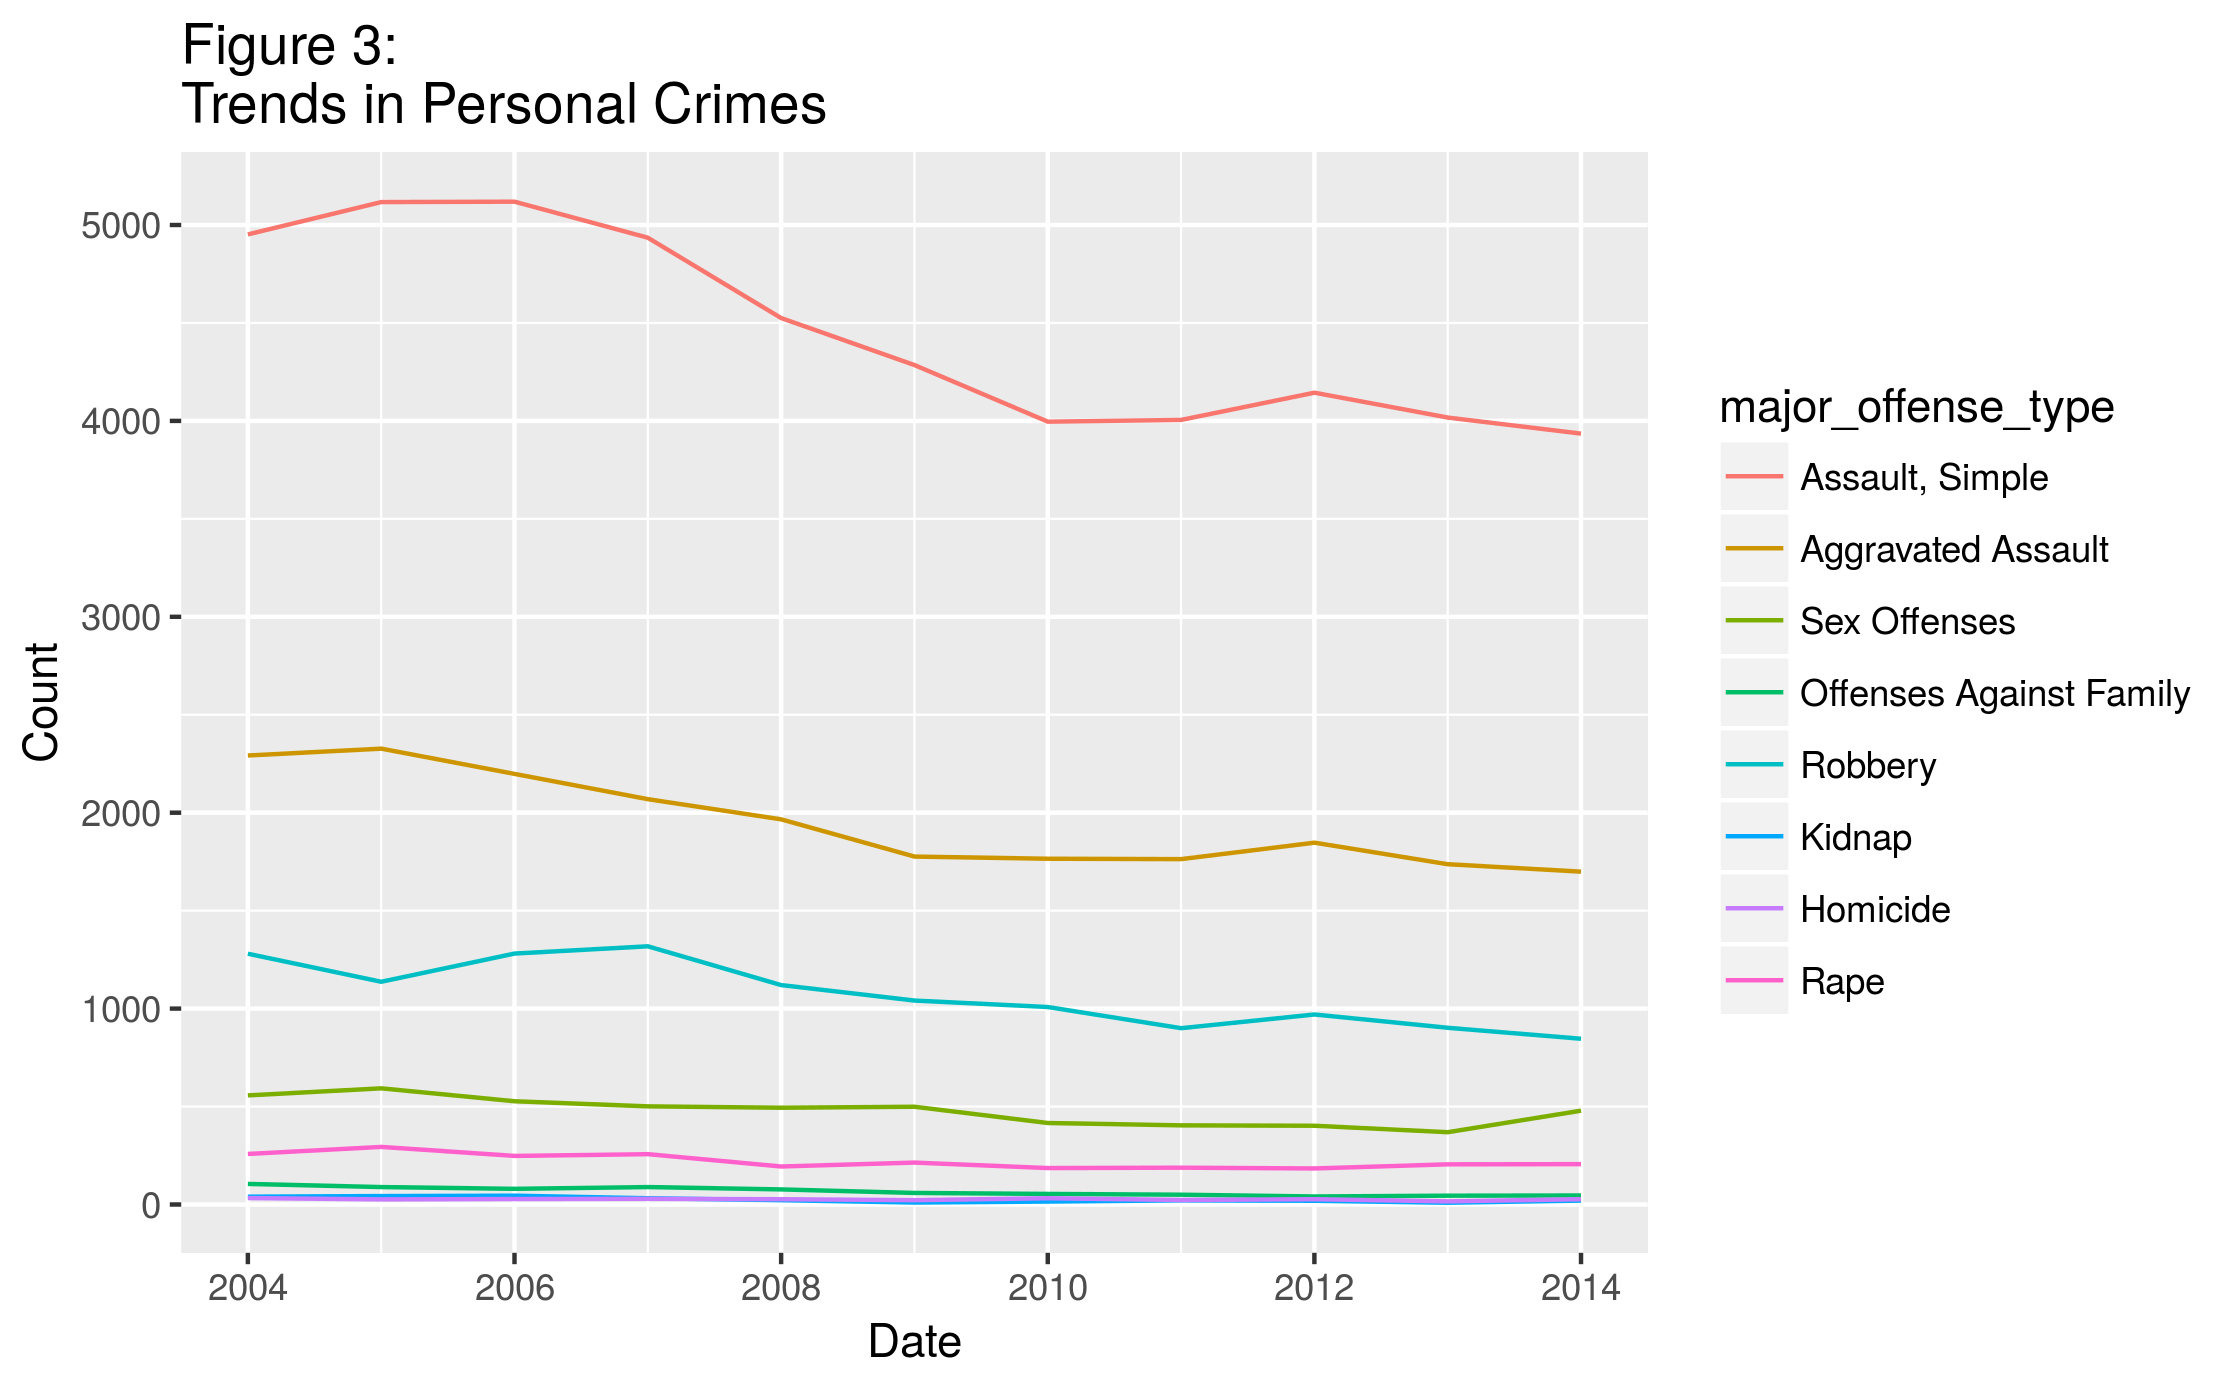 Figure 3:
Trends in Personal Crimes
5000
4000
3000
2000
1000
0
Count
2004 2006 2008 2010 2012 2014
Date
major_offense_type
Assault, Simple
Aggravated Assault
Sex Offenses
Offenses Against Family
Robbery
Kidnap
Homicide
Rape